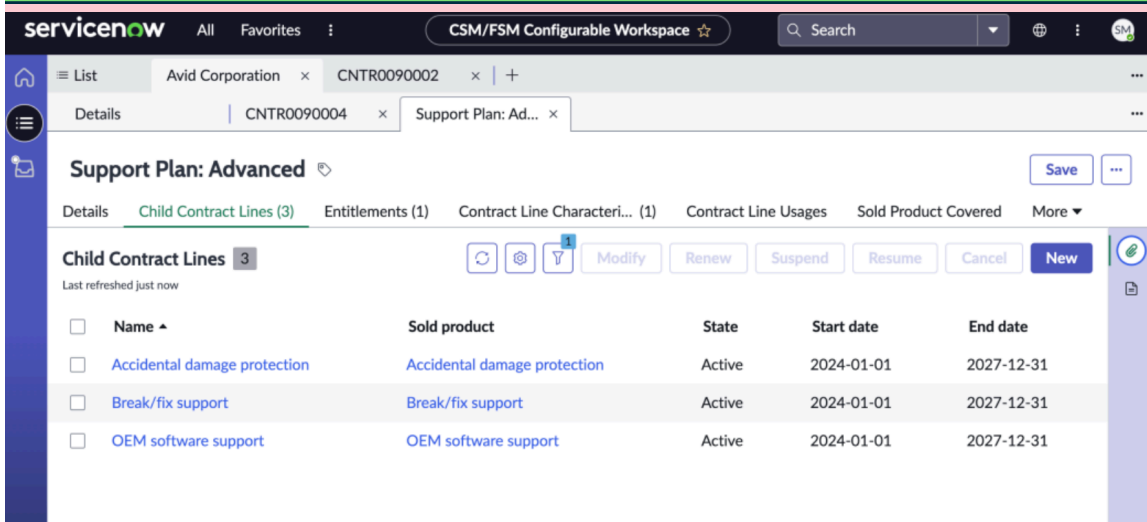 servicenow All Favorites CSM/FSM Configurable Workspace Search SM
List Avid Corporation × CNTR0090002 × +
Details CNTR0090004 × Support Plan: Ad... ×
Support Plan: Advanced Save
Details Child Contract Lines (3) Entitlements (1) Contract Line Characteri... (1) Contract Line Usages Sold Product Covered More
Child Contract Lines 3 1 Modify Renew Suspend Resume Cancel New
Last refreshed just now
Name Sold product State Start date End date
Accidental damage protection Accidental damage protection Active 2024-01-01 2027-12-31
Break/fix support Break/fix support Active 2024-01-01 2027-12-31
OEM software support OEM software support Active 2024-01-01 2027-12-31